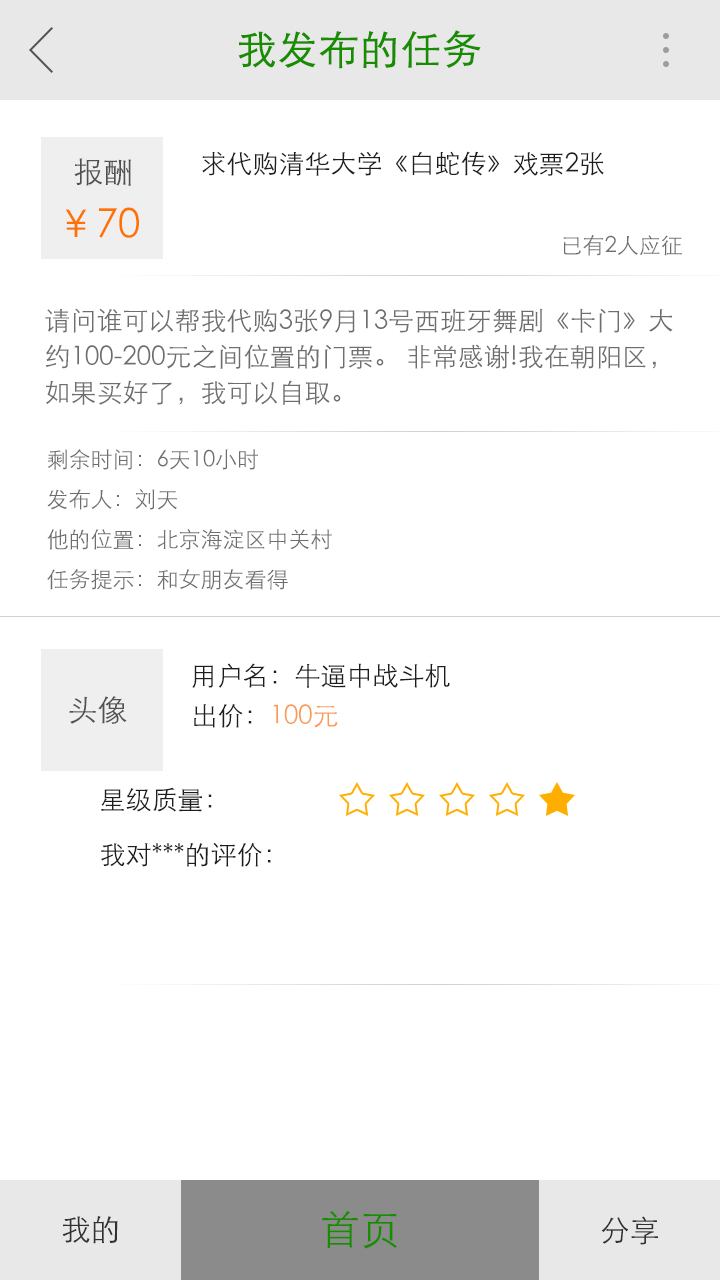 我发布的任务
报酬
¥ 70
求代购清华大学《白蛇传》戏票2张
已有2人应征
请问谁可以帮我代购3张9月13号西班牙舞剧《卡门》大
约100-200元之间位置的门票。 非常感谢!我在朝阳区，
如果买好了，我可以自取。
剩余时间：6天10小时
发布人：刘天
他的位置：北京海淀区中关村
任务提示：和女朋友看得
头像
用户名：牛逼中战斗机
出价：100元
星级质量：
我对***的评价：
我的
首页
分享